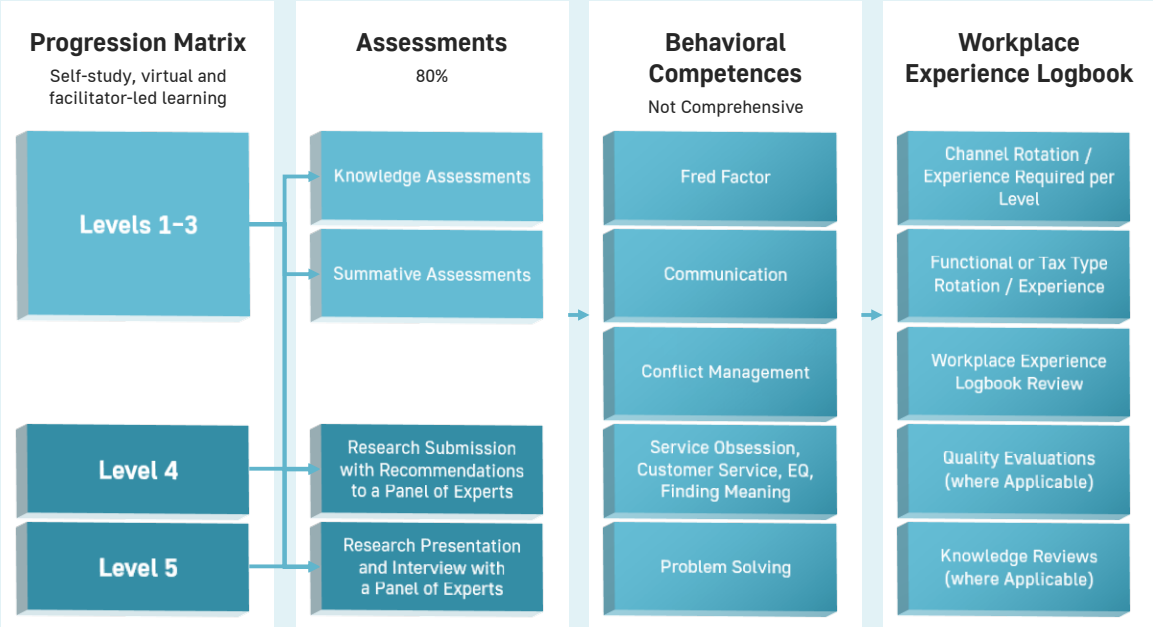 Progression Matrix
Self-study, virtual and
facilitator-led learning
Levels 1–3
Level 4
Level 5
Assessments
80%
Knowledge Assessments
Summative Assessments
Research Submission
with Recommendations
to a Panel of Experts
Research Presentation
and Interview with
a Panel of Experts
Behavioral
Competences
Not Comprehensive
Fred Factor
Communication
Conflict Management
Service Obsession,
Customer Service, EQ,
Finding Meaning
Problem Solving
Workplace
Experience Logbook
Channel Rotation /
Experience Required per
Level
Functional or Tax Type
Rotation / Experience
Workplace Experience
Logbook Review
Quality Evaluations
(where Applicable)
Knowledge Reviews
(where Applicable)